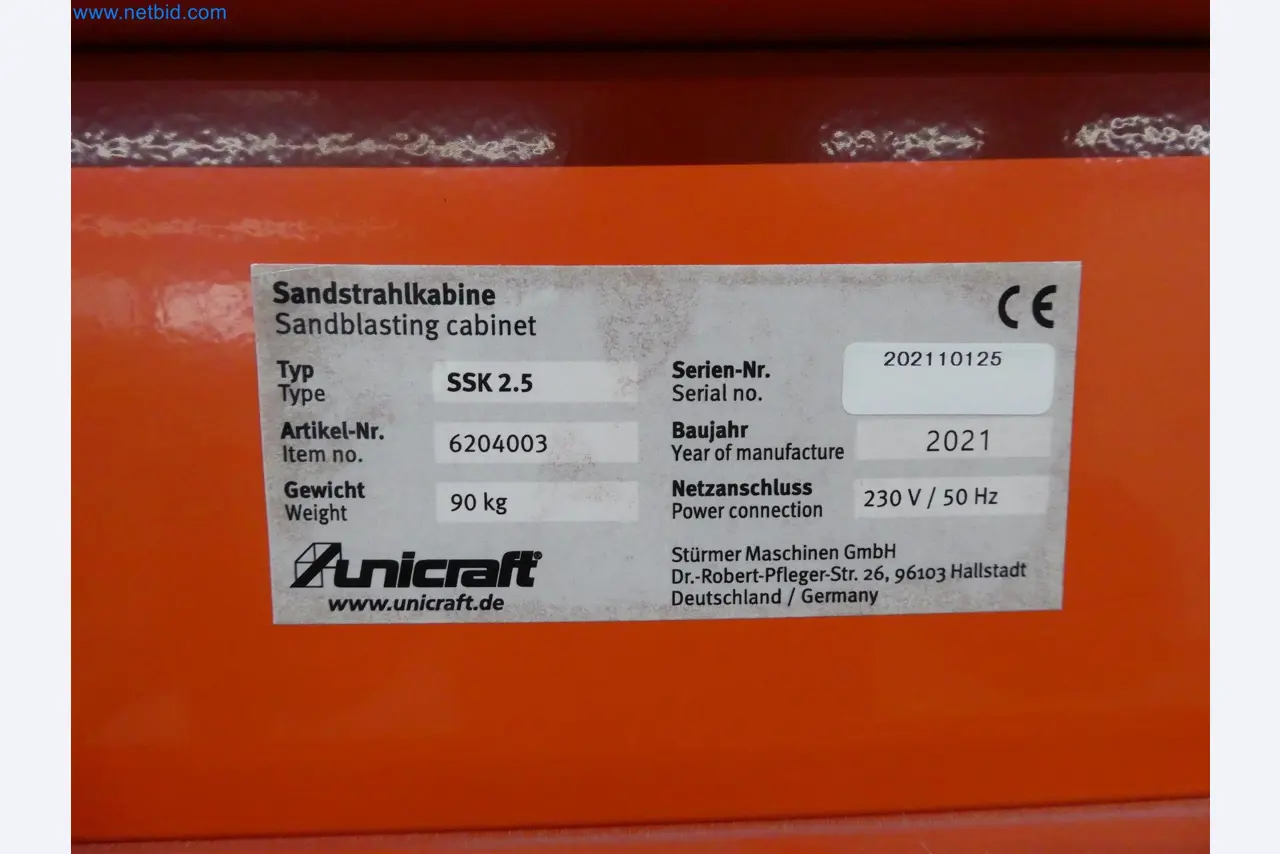 www.netbid.com
Sandstrahlkabine
Sandblasting cabinet
CE
Typ
Type
SSK 2.5
Serien-Nr.
Serial no.
202110125
Artikel-Nr.
Item no.
6204003
Baujahr
Year of manufacture
2021
Gewicht
Weight
90 kg
Netzanschluss
Power connection
230 V / 50 Hz
unicraft®
www.unicraft.de
Stürmer Maschinen GmbH
Dr.-Robert-Pfleger-Str. 26, 96103 Hallstadt
Deutschland / Germany